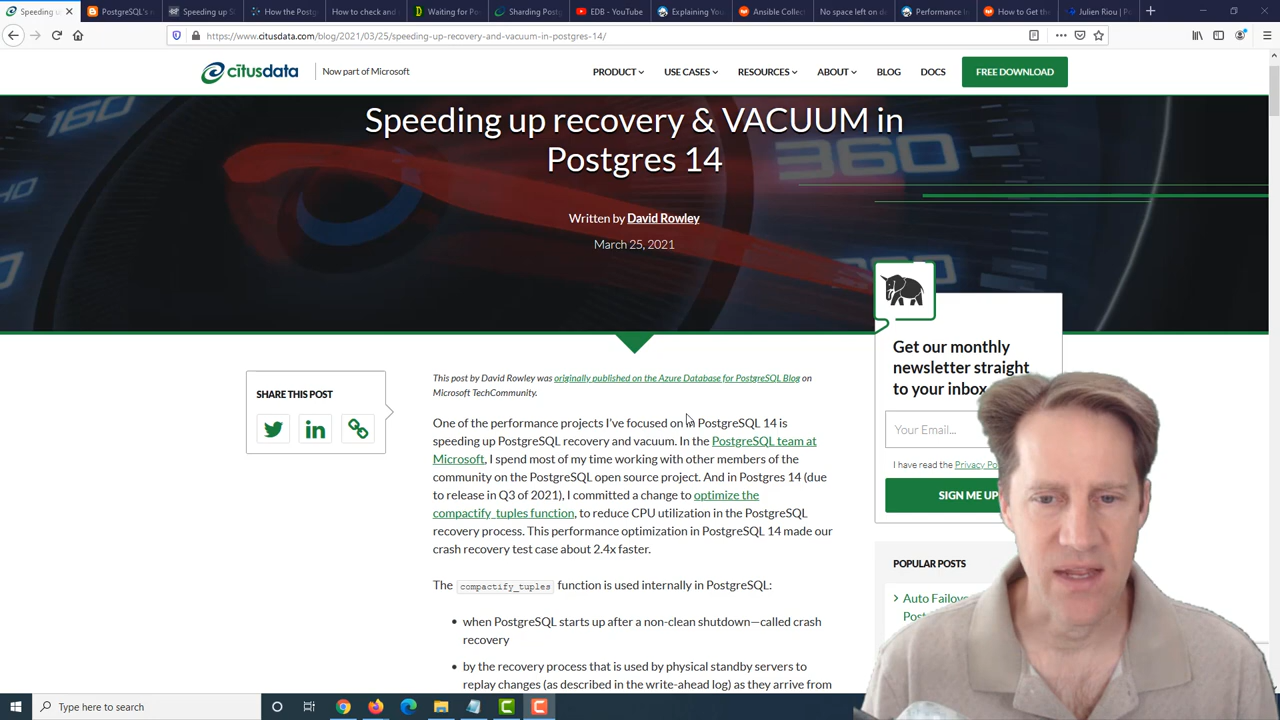 Speeding up
PostgreSQL's
Speeding up S
How the Postg
How to check and
Waiting for P
Sharding Postg
EDB - YouTube
Explaining You
Ansible Collect
No space left on d
Performance I
How to Get the
Julien Riou | P
https://www.citusdata.com/blog/2021/03/25/speeding-up-recovery-and-vacuum-in-postgres-14/
citusdata
Now part of Microsoft
PRODUCT
USE CASES
RESOURCES
ABOUT
BLOG
DOCS
FREE DOWNLOAD
160
360
Speeding up recovery & VACUUM in
Postgres 14
Written by David Rowley
March 25, 2021
SHARE THIS POST
This post by David Rowley was originally published on the Azure Database for PostgreSQL Blog on
Microsoft TechCommunity.
One of the performance projects I've focused on in PostgreSQL 14 is
speeding up PostgreSQL recovery and vacuum. In the PostgreSQL team at
Microsoft, I spend most of my time working with other members of the
community on the PostgreSQL open source project. And in Postgres 14 (due
to release in Q3 of 2021), I committed a change to optimize the
compactify_tuples function, to reduce CPU utilization in the PostgreSQL
recovery process. This performance optimization in PostgreSQL 14 made our
crash recovery test case about 2.4x faster.
The compactify_tuples function is used internally in PostgreSQL:
• when PostgreSQL starts up after a non-clean shutdown—called crash
recovery
• by the recovery process that is used by physical standby servers to
replay changes (as described in the write-ahead log) as they arrive from
Get our monthly
newsletter straight
to your inbox
Your Email...
I have read the Privacy Po
SIGN ME UP
POPULAR POSTS
Auto Failove
Post
Type here to search